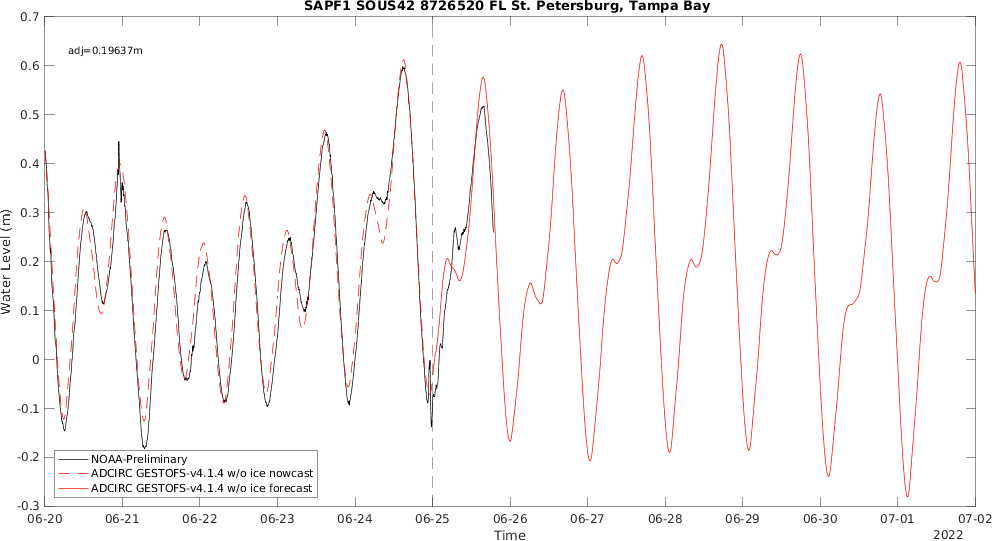 SAPF1 SOUS42 8726520 FL St. Petersburg, Tampa Bay
adj=0.19637m
0.7
0.6
0.5
0.4
0.3
0.2
0.1
0
-0.1
-0.2
-0.3
Water Level (m)
NOAA-Preliminary
ADCIRC GESTOFS-v4.1.4 w/o ice nowcast
ADCIRC GESTOFS-v4.1.4 w/o ice forecast
06-20 06-21 06-22 06-23 06-24 06-25 06-26 06-27 06-28 06-29 06-30 07-01 07-02
Time
2022